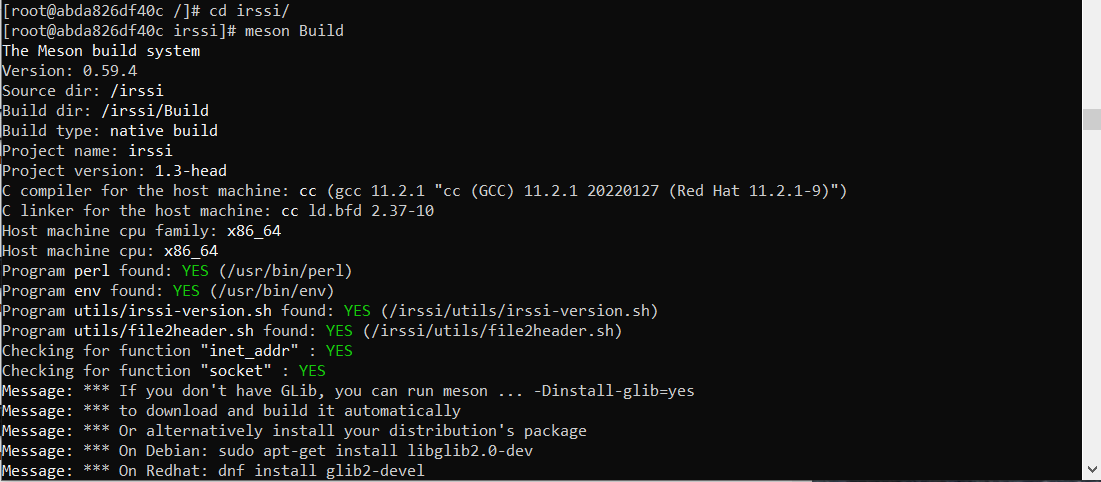 [root@abda826df40c /]# cd irssi/
[root@abda826df40c irssi]# meson Build
The Meson build system
Version: 0.59.4
Source dir: /irssi
Build dir: /irssi/Build
Build type: native build
Project name: irssi
Project version: 1.3-head
C compiler for the host machine: cc (gcc 11.2.1 "cc (GCC) 11.2.1 20220127 (Red Hat 11.2.1-9)")
C linker for the host machine: cc ld.bfd 2.37-10
Host machine cpu family: x86_64
Host machine cpu: x86_64
Program perl found: YES (/usr/bin/perl)
Program env found: YES (/usr/bin/env)
Program utils/irssi-version.sh found: YES (/irssi/utils/irssi-version.sh)
Program utils/file2header.sh found: YES (/irssi/utils/file2header.sh)
Checking for function "inet_addr" : YES
Checking for function "socket" : YES
Message: *** If you don't have GLib, you can run meson ... -Dinstall-glib=yes
Message: *** to download and build it automatically
Message: *** Or alternatively install your distribution's package
Message: *** On Debian: sudo apt-get install libglib2.0-dev
Message: *** On Redhat: dnf install glib2-devel